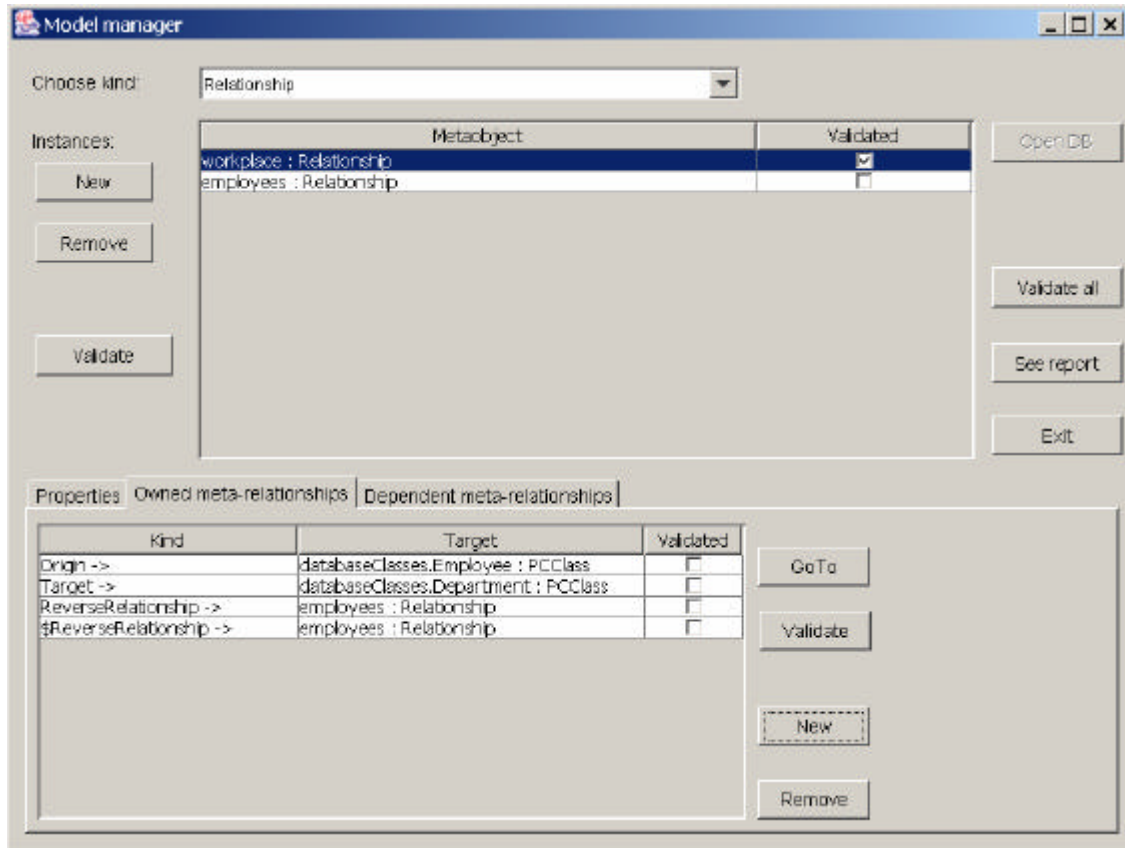 Model manager
Choose kind:
Relationship
Instances:
Metaobject
Validated
Open DB
workplace : Relationship
New
employees : Relationship
Remove
Validate all
Validate
See report
Exit
Properties
Owned meta-relationships
Dependent meta-relationships
Kind
Target
Validated
Origin ->
databaseClasses.Employee : PCClass
GoTo
Target ->
databaseClasses.Department : PCClass
ReverseRelationship ->
employees : Relationship
$ReverseRelationship ->
employees : Relationship
Validate
New
Remove